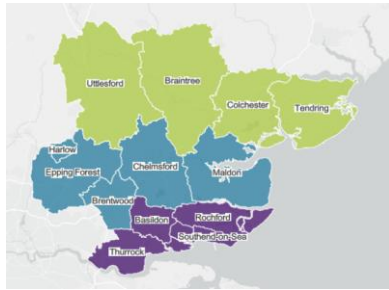 Uttlesford
Braintree
Colchester
Tendring
Harlow
Epping Forest
Chelmsford
Maldon
Brentwood
Basildon
Rochford
Southend-on-Sea
Thurrock